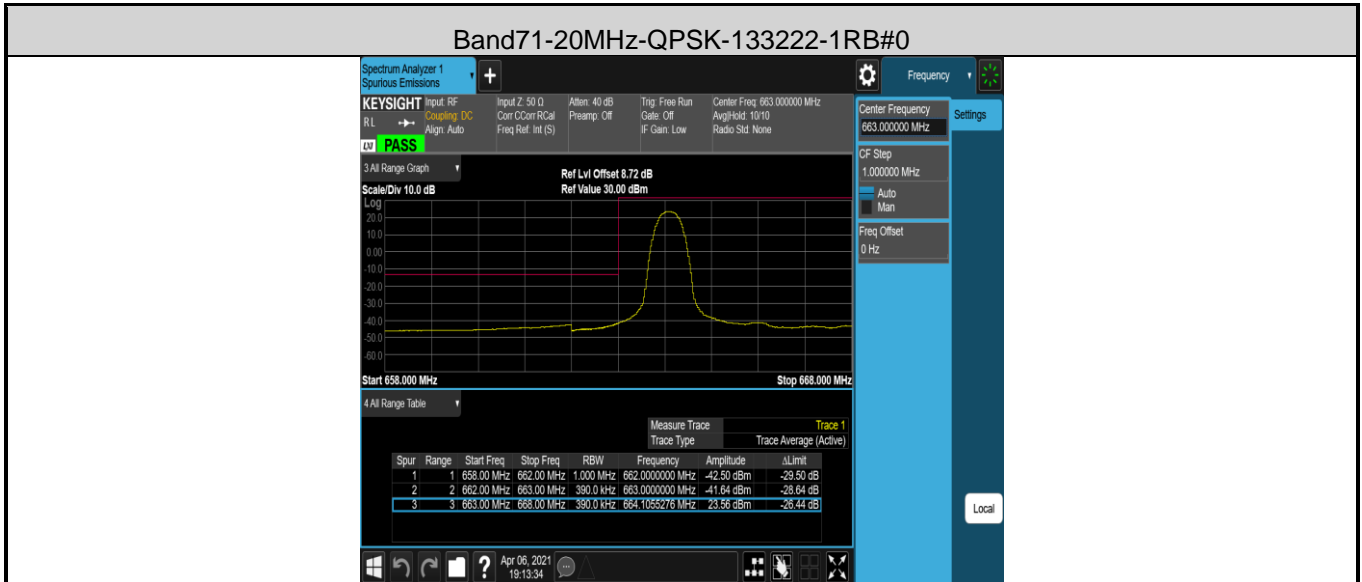 Band71-20MHz-QPSK-133222-1RB#0
Spectrum Analyzer 1
Spurious Emissions
+
Frequency
KEYSIGHT Input: RF Input Z: 50 Ω Atten: 40 dB Trig: Free Run Center Freq: 663.000000 MHz
RL Coupling: DC Corr CCorr RCal Preamp: Off Gate: Off Avg|Hold: 10/10
Align: Auto Freq Ref: Int (S) IF Gain: Low Radio Std: None
LXI PASS
Center Frequency
663.000000 MHz
Settings
CF Step
1.000000 MHz
Auto
Man
Freq Offset
0 Hz
3 All Range Graph
Ref Lvl Offset 8.72 dB
Scale/Div 10.0 dB Ref Value 30.00 dBm
Log
20.0
10.0
0.00
-10.0
-20.0
-30.0
-40.0
-50.0
-60.0
Start 658.000 MHz Stop 668.000 MHz
4 All Range Table
Measure Trace Trace 1
Trace Type Trace Average (Active)
Spur Range Start Freq Stop Freq RBW Frequency Amplitude ΔLimit
1 1 658.00 MHz 662.00 MHz 1.000 MHz 662.0000000 MHz -42.50 dBm -29.50 dB
2 2 662.00 MHz 663.00 MHz 390.0 kHz 663.0000000 MHz -41.64 dBm -28.64 dB
3 3 663.00 MHz 668.00 MHz 390.0 kHz 664.1055276 MHz 23.56 dBm -26.44 dB
Local
? Apr 06, 2021
19:13:34